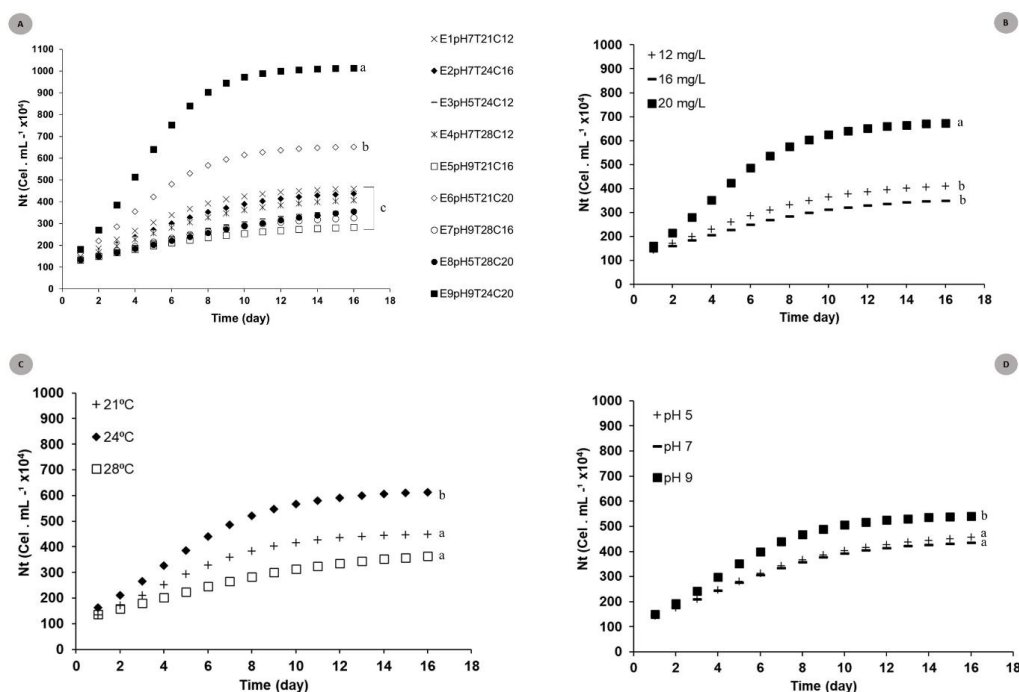 A
Nt (Cel . mL -¹ x10⁴)
1100
1000
900
800
700
600
500
400
300
200
100
0
0 2 4 6 8 10 12 14 16 18
Time (day)
a
b
c
E1pH7T21C12
E2pH7T24C16
E3pH5T24C12
E4pH7T28C12
E5pH9T21C16
E6pH5T21C20
E7pH9T28C16
E8pH5T28C20
E9pH9T24C20
B
Nt (Cel . mL -¹ x10⁴)
1000
900
800
700
600
500
400
300
200
100
0
0 2 4 6 8 10 12 14 16 18
Time day)
12 mg/L
16 mg/L
20 mg/L
a
b
b
C
Nt (Cel . mL -¹ x10⁴)
1000
900
800
700
600
500
400
300
200
100
0
0 2 4 6 8 10 12 14 16 18
Time (day)
21ºC
24ºC
28ºC
b
a
a
D
Nt (Cel . mL -¹ x10⁴)
1000
900
800
700
600
500
400
300
200
100
0
0 2 4 6 8 10 12 14 16 18
Time (day)
pH 5
pH 7
pH 9
b
a
a